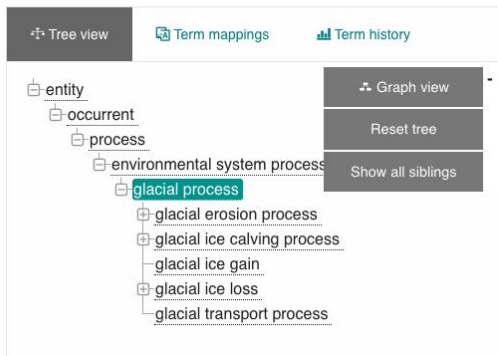 Tree view
Term mappings
Term history
entity
Graph view
occurrent
Reset tree
process
environmental system process
Show all siblings
glacial process
glacial erosion process
glacial ice calving process
glacial ice gain
glacial ice loss
glacial transport process